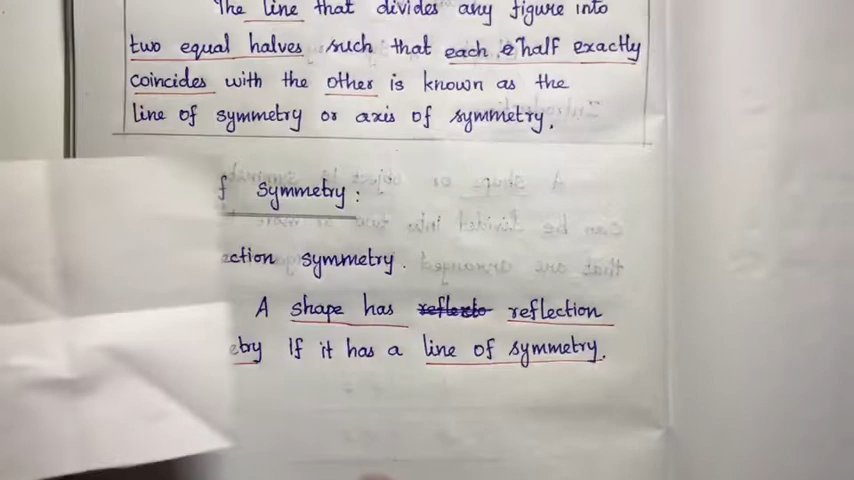 The line that divides any figure into
two equal halves such that each half exactly
coincides with the other is known as the
line of symmetry or axis of symmetry.
f Symmetry :
ection symmetry.
A shape has reflection
etry If it has a line of symmetry.